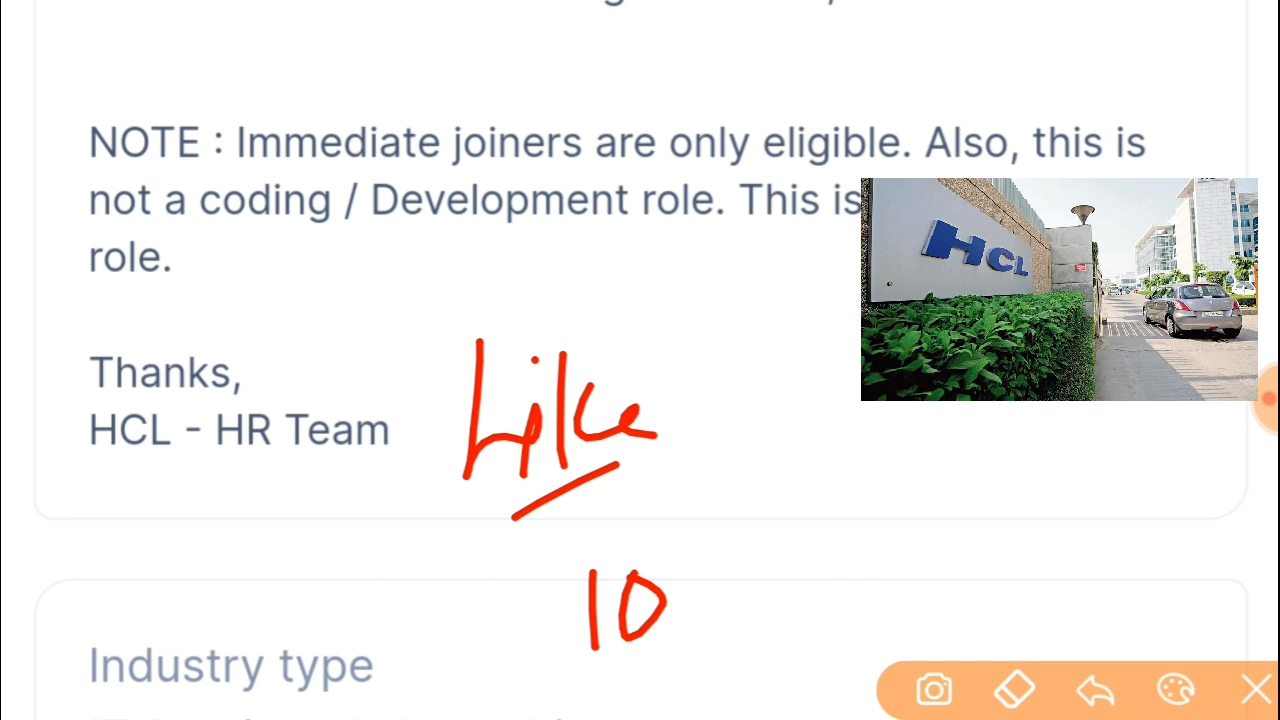 NOTE : Immediate joiners are only eligible. Also, this is
not a coding / Development role. This is
role.
HCL
Thanks,
HCL - HR Team
Like
10
Industry type